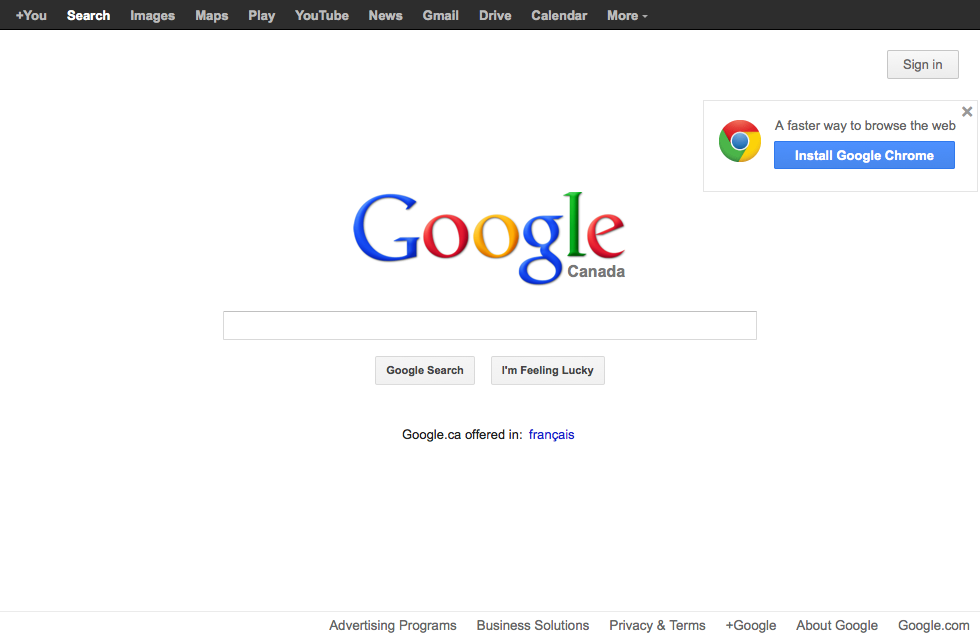 +You Search Images Maps Play YouTube News Gmail Drive Calendar More
Sign in
A faster way to browse the web
Install Google Chrome
Google
Canada
Google Search I'm Feeling Lucky
Google.ca offered in: français
Advertising Programs Business Solutions Privacy & Terms +Google About Google Google.com